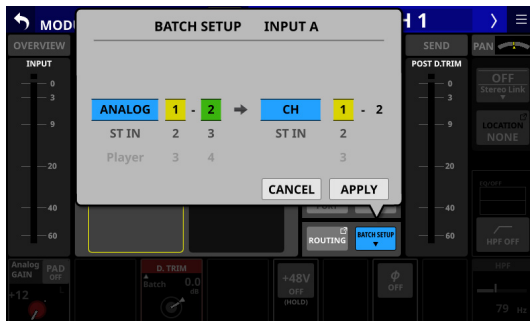 MOD
BATCH SETUP INPUT A
H 1
OVERVIEW
SEND
PAN
INPUT
POST D.TRIM
0
3
9
20
40
60
0
3
9
20
40
60
OFF
Stereo Link
LOCATION
NONE
ANALOG 1 - 2 → CH 1 - 2
ST IN 2 3 ST IN 2
Player 3 4 3
CANCEL APPLY
ROUTING
BATCH SETUP
HPF OFF
Analog
GAIN
PAD
OFF
+12
D. TRIM
Batch 0.0
dB
+48V
OFF
(HOLD)
ϕ
OFF
HPF
79 Hz